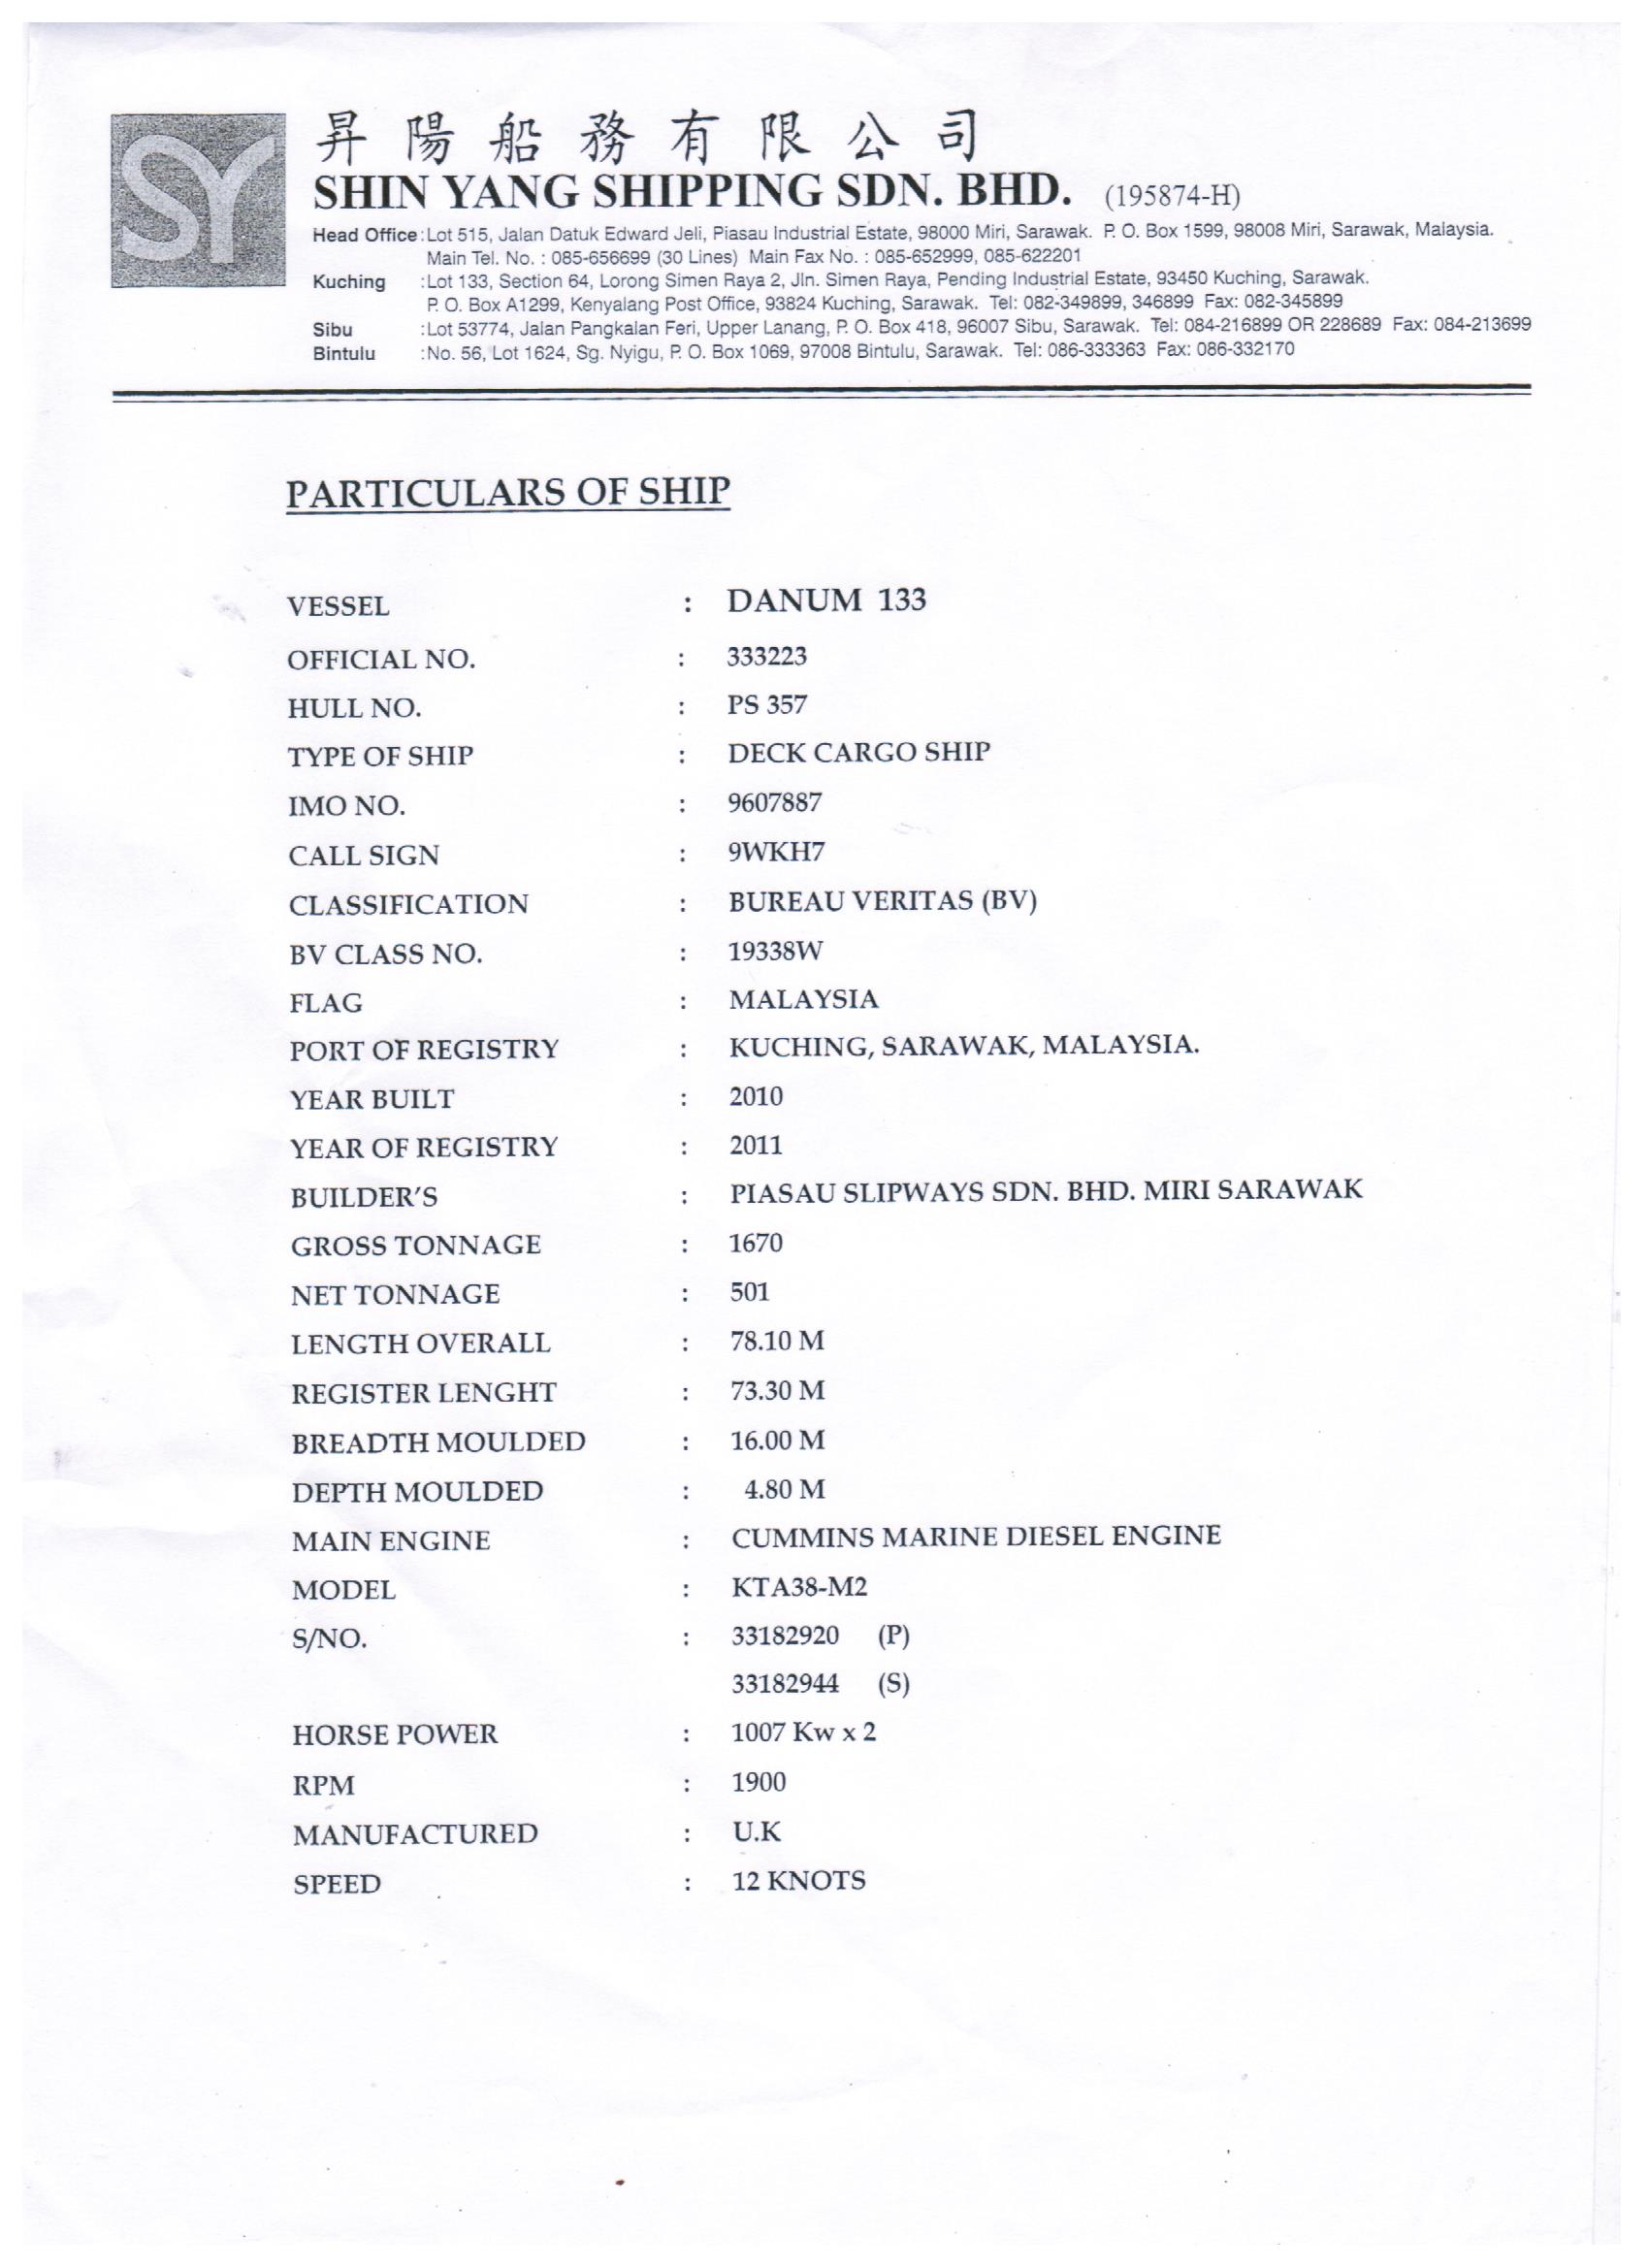 SY
昇陽船務有限公司
SHIN YANG SHIPPING SDN. BHD. (195874-H)
Head Office : Lot 515, Jalan Datuk Edward Jeli, Piasau Industrial Estate, 98000 Miri, Sarawak. P. O. Box 1599, 98008 Miri, Sarawak, Malaysia.
Main Tel. No. : 085-656699 (30 Lines) Main Fax No. : 085-652999, 085-622201
Kuching : Lot 133, Section 64, Lorong Simen Raya 2, Jln. Simen Raya, Pending Industrial Estate, 93450 Kuching, Sarawak.
P. O. Box A1299, Kenyalang Post Office, 93824 Kuching, Sarawak. Tel: 082-349899, 346899 Fax: 082-345899
Sibu : Lot 53774, Jalan Pangkalan Feri, Upper Lanang, P. O. Box 418, 96007 Sibu, Sarawak. Tel: 084-216899 OR 228689 Fax: 084-213699
Bintulu : No. 56, Lot 1624, Sg. Nyigu, P. O. Box 1069, 97008 Bintulu, Sarawak. Tel: 086-333363 Fax: 086-332170
PARTICULARS OF SHIP
VESSEL : DANUM 133
OFFICIAL NO. : 333223
HULL NO. : PS 357
TYPE OF SHIP : DECK CARGO SHIP
IMO NO. : 9607887
CALL SIGN : 9WKH7
CLASSIFICATION : BUREAU VERITAS (BV)
BV CLASS NO. : 19338W
FLAG : MALAYSIA
PORT OF REGISTRY : KUCHING, SARAWAK, MALAYSIA.
YEAR BUILT : 2010
YEAR OF REGISTRY : 2011
BUILDER'S : PIASAU SLIPWAYS SDN. BHD. MIRI SARAWAK
GROSS TONNAGE : 1670
NET TONNAGE : 501
LENGTH OVERALL : 78.10 M
REGISTER LENGHT : 73.30 M
BREADTH MOULDED : 16.00 M
DEPTH MOULDED : 4.80 M
MAIN ENGINE : CUMMINS MARINE DIESEL ENGINE
MODEL : KTA38-M2
S/NO. : 33182920 (P)
33182944 (S)
HORSE POWER : 1007 Kw x 2
RPM : 1900
MANUFACTURED : U.K
SPEED : 12 KNOTS